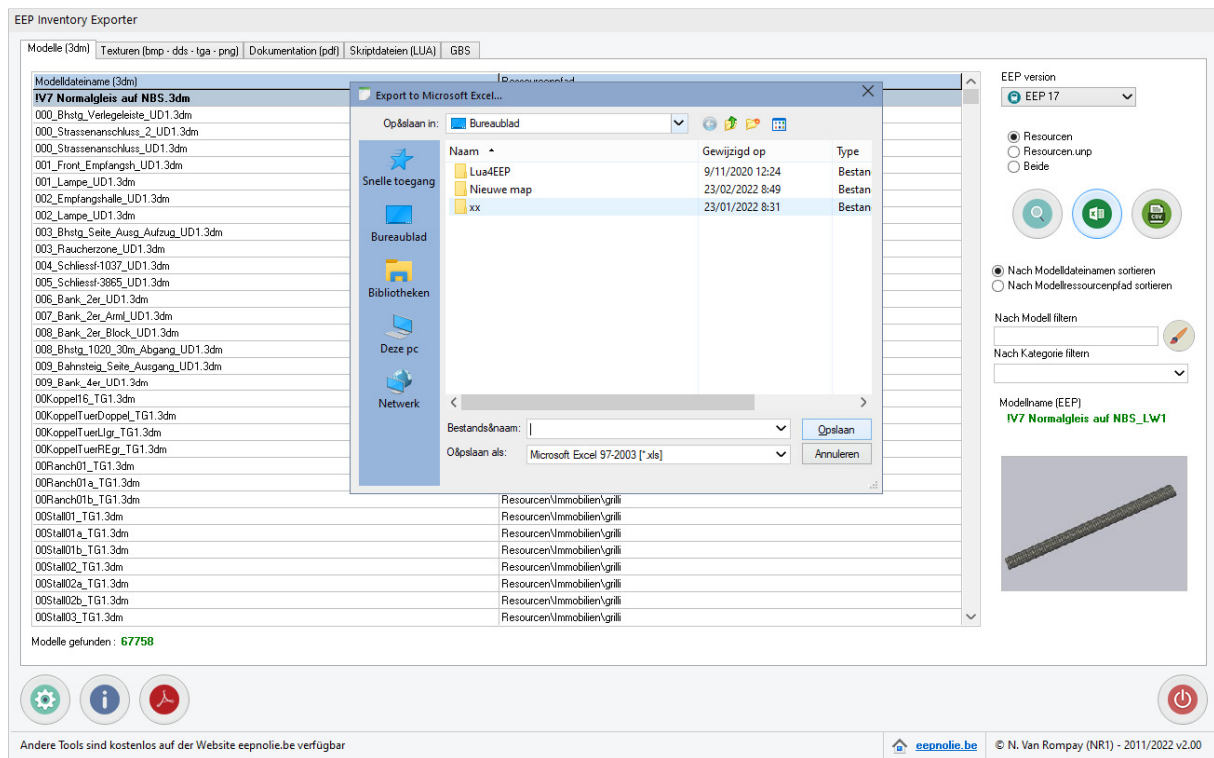 EEP Inventory Exporter
Modelle (3dm) Texturen (bmp - dds - tga - png) Dokumentation (pdf) Skriptdateien (LUA) GBS
Modelldateiname (3dm) Ressourcenpfad
!V7 Normalgleis auf NBS.3dm
000_Bhstg_Verlegeleiste_UD1.3dm
000_Strassenanschluss_2_UD1.3dm
000_Strassenanschluss_UD1.3dm
001_Front_Empfangsh_UD1.3dm
001_Lampe_UD1.3dm
002_Empfangshalle_UD1.3dm
002_Lampe_UD1.3dm
003_Bhstg_Seite_Ausg_Aufzug_UD1.3dm
003_Raucherzone_UD1.3dm
004_Schliessf-1037_UD1.3dm
005_Schliessf-3865_UD1.3dm
006_Bank_2er_UD1.3dm
007_Bank_2er_Arml_UD1.3dm
008_Bank_2er_Block_UD1.3dm
008_Bhstg_1020_30m_Abgang_UD1.3dm
009_Bahnsteig_Seite_Ausgang_UD1.3dm
009_Bank_4er_UD1.3dm
00Koppel16_TG1.3dm
00KoppelTuerDoppel_TG1.3dm
00KoppelTuerLIgr_TG1.3dm
00KoppelTuerREgr_TG1.3dm
00Ranch01_TG1.3dm
00Ranch01a_TG1.3dm
00Ranch01b_TG1.3dm Resourcen\Immobilien\grilli
00Stall01_TG1.3dm Resourcen\Immobilien\grilli
00Stall01a_TG1.3dm Resourcen\Immobilien\grilli
00Stall01b_TG1.3dm Resourcen\Immobilien\grilli
00Stall02_TG1.3dm Resourcen\Immobilien\grilli
00Stall02a_TG1.3dm Resourcen\Immobilien\grilli
00Stall02b_TG1.3dm Resourcen\Immobilien\grilli
00Stall03_TG1.3dm Resourcen\Immobilien\grilli
Modelle gefunden : 67758
Export to Microsoft Excel...
Op&slaan in: Bureaublad
Naam Gewijzigd op Type
Lua4EEP 9/11/2020 12:24 Bestan
Nieuwe map 23/02/2022 8:49 Bestan
xx 23/01/2022 8:31 Bestan
Snelle toegang
Bureaublad
Bibliotheken
Deze pc
Netwerk
Bestands&naam: Opslaan
O&pslaan als: Microsoft Excel 97-2003 [*.xls] Annuleren
EEP version
EEP 17
Resourcen
Resourcen.unp
Beide
CSV
Nach Modelldateinamen sortieren
Nach Modellressourcenpfad sortieren
Nach Modell filtern
Nach Kategorie filtern
Modellname (EEP)
!V7 Normalgleis auf NBS_LW1
Andere Tools sind kostenlos auf der Website eepnolie.be verfügbar eepnolie.be © N. Van Rompay (NR1) - 2011/2022 v2.00